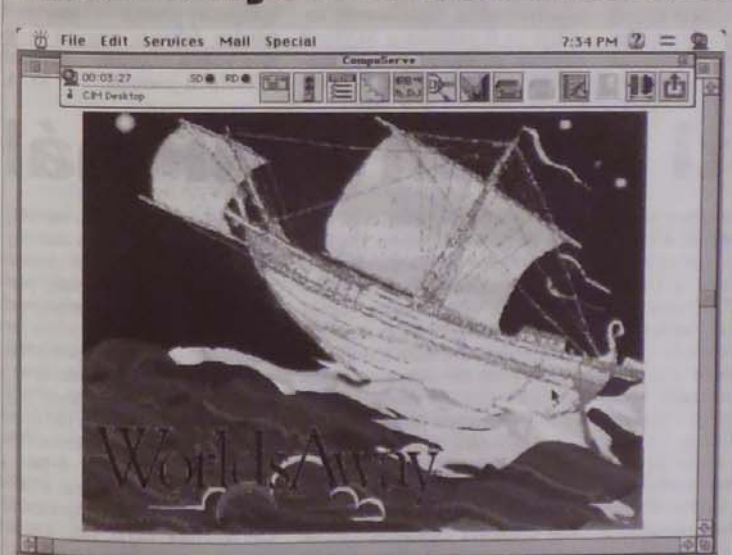 File Edit Services Mail Special 7:34 PM
CompuServe
00:03:27 SD RD
CIM Desktop
WorldsAway